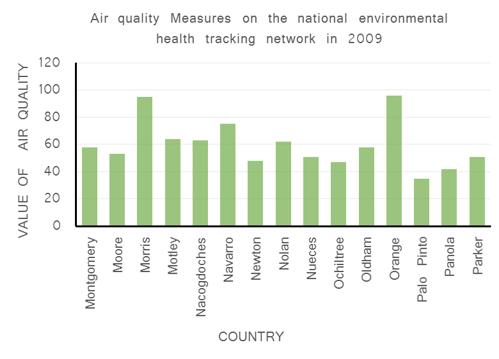 Air quality Measures on the national environmental
health tracking network in 2009
VALUE OF AIR QUALITY
120
100
80
60
40
20
0
Montgomery
Moore
Morris
Motley
Nacogdoches
Navarro
Newton
Nolan
Nueces
Ochiltree
Oldham
Orange
Palo Pinto
Panola
Parker
COUNTRY